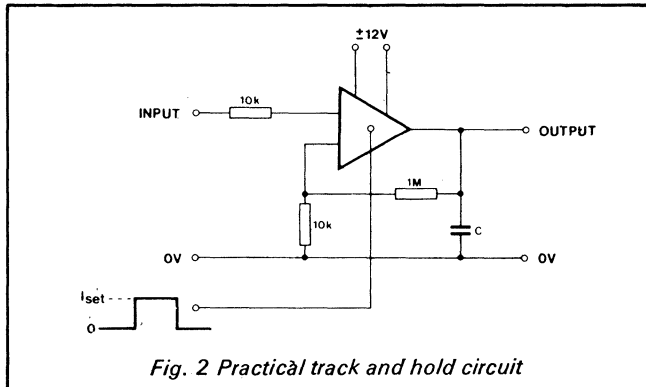 ±12V
10k
INPUT
OUTPUT
1M
10k
C
0V
0V
Iset
0
Fig. 2 Practical track and hold circuit